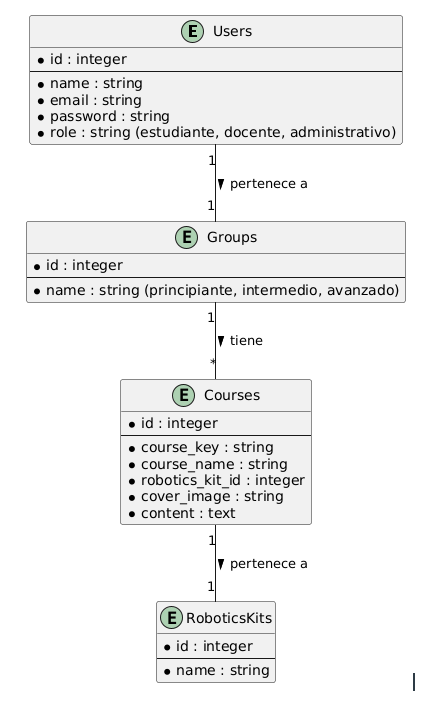 E Users
* id : integer
* name : string
* email : string
* password : string
* role : string (estudiante, docente, administrativo)
1
pertenece a
1
E Groups
* id : integer
* name : string (principiante, intermedio, avanzado)
1
tiene
*
E Courses
* id : integer
* course_key : string
* course_name : string
* robotics_kit_id : integer
* cover_image : string
* content : text
1
pertenece a
1
E RoboticsKits
* id : integer
* name : string